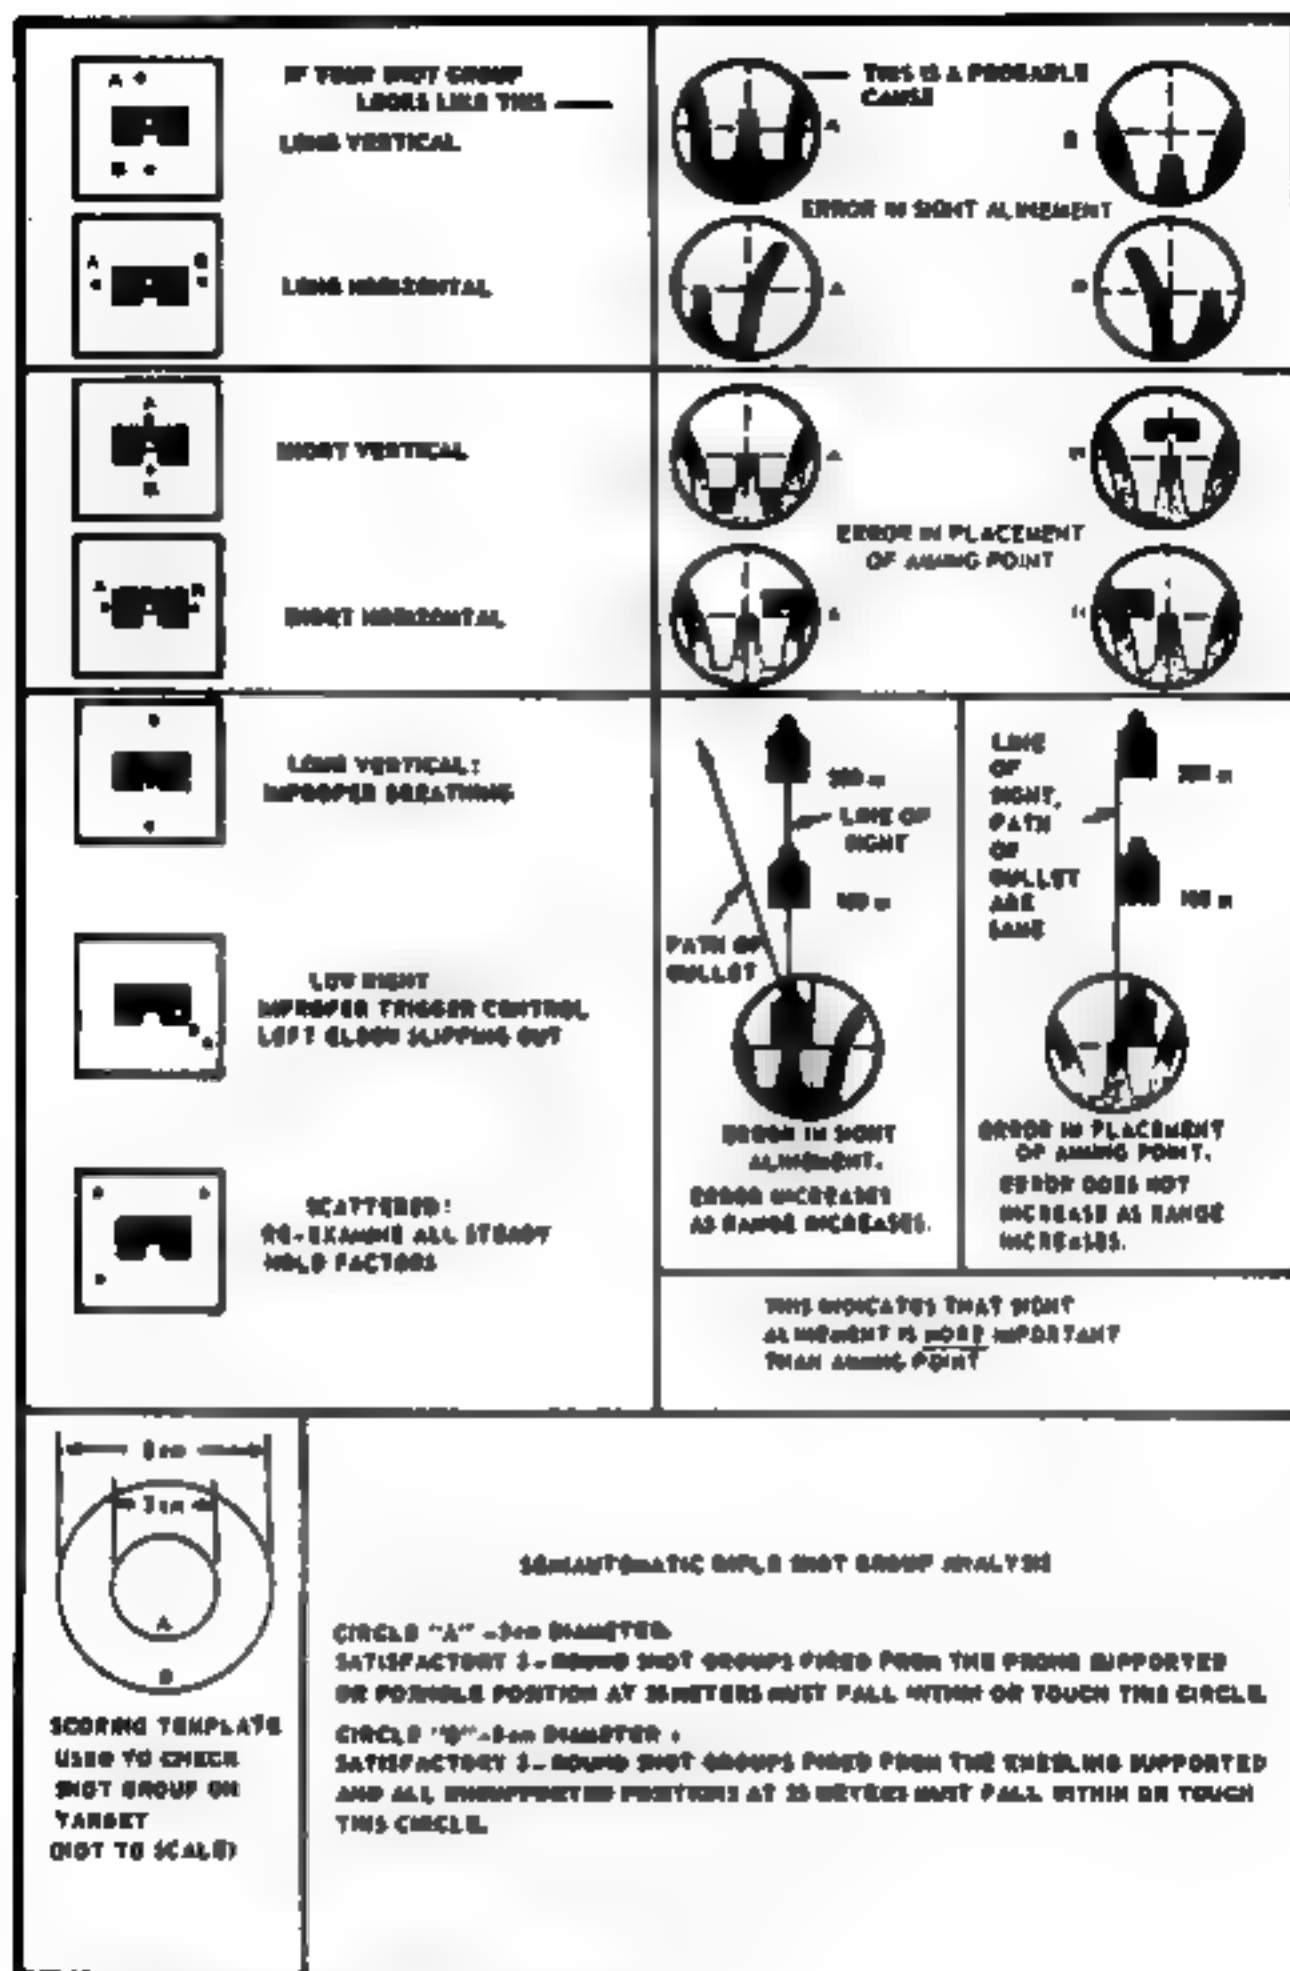 IF YOUR SHOT GROUP
LOOKS LIKE THIS
THIS IS A PROBABLE
CAUSE
A
B
LONG VERTICAL
A
B
ERROR IN SIGHT ALINEMENT
A
B
LONG HORIZONTAL
A
B
A
B
SHORT VERTICAL
A
ERROR IN PLACEMENT
OF AIMING POINT
A
SHORT HORIZONTAL
LONG VERTICAL:
IMPROPER BREATHING
LOW RIGHT
IMPROPER TRIGGER CONTROL,
LEFT ELBOW SLIPPING OUT
SCATTERED:
RE-EXAMINE ALL STEADY
HOLD FACTORS
LINE OF
SIGHT
PATH OF
BULLET
ERROR IN SIGHT
ALINEMENT.
ERROR INCREASES
AS RANGE INCREASES.
LINE
OF
SIGHT,
PATH
OF
BULLET
ARE
SAME
ERROR IN PLACEMENT
OF AIMING POINT.
ERROR DOES NOT
INCREASE AS RANGE
INCREASES.
THIS INDICATES THAT SIGHT
ALINEMENT IS MORE IMPORTANT
THAN AIMING POINT
A
B
SCORING TEMPLATE
USED TO CHECK
SHOT GROUP ON
TARGET
(NOT TO SCALE)
SEMIAUTOMATIC RIFLE SHOT GROUP ANALYSIS
CIRCLE "A" - DIAMETER:
SATISFACTORY 3-ROUND SHOT GROUPS FIRED FROM THE PRONE SUPPORTED
OR FOXHOLE POSITION AT 25 METERS MUST FALL WITHIN OR TOUCH THIS CIRCLE.
CIRCLE "B" - DIAMETER:
SATISFACTORY 3-ROUND SHOT GROUPS FIRED FROM THE KNEELING SUPPORTED
AND ALL UNSUPPORTED POSITIONS AT 25 METERS MUST FALL WITHIN OR TOUCH
THIS CIRCLE.